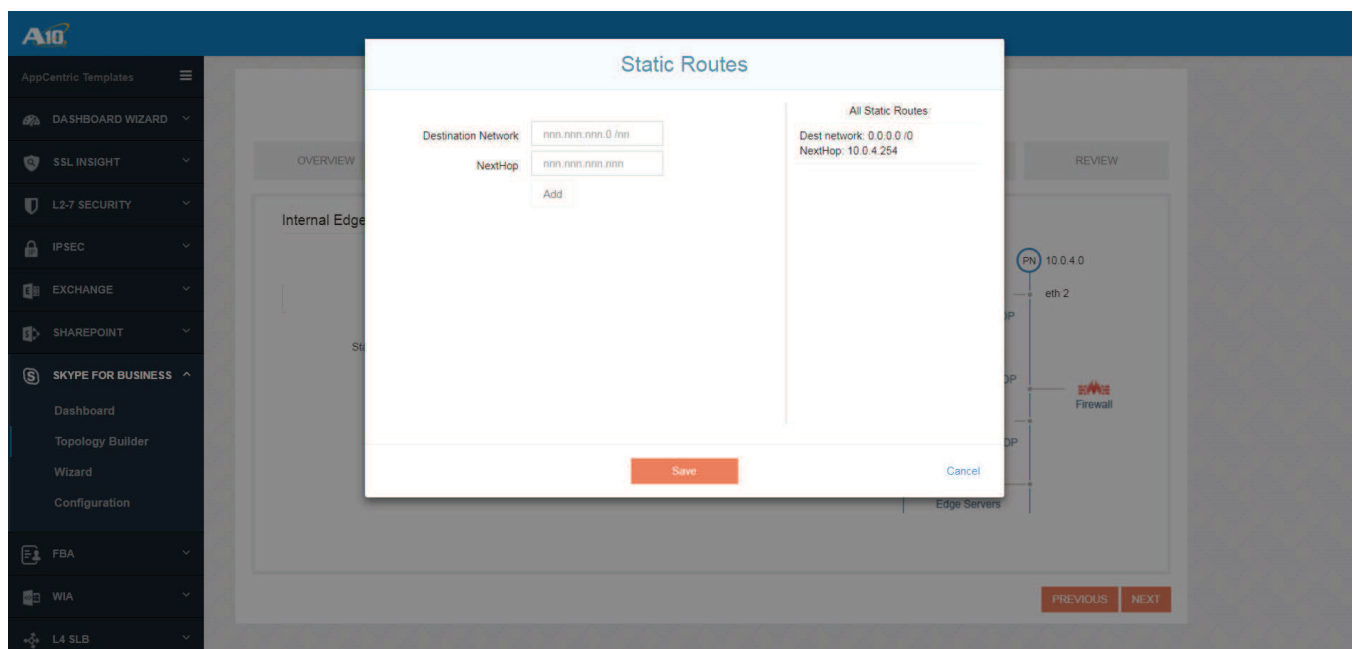 A10
Static Routes
AppCentric Templates
All Static Routes
Destination Network nnn.nnn.nnn.0 /nn
Dest network: 0.0.0.0 /0
NextHop: 10.0.4.254
NextHop nnn.nnn.nnn.nnn
Add
DASHBOARD WIZARD
SSL INSIGHT
OVERVIEW
REVIEW
L2-7 SECURITY
Internal Edge
IPSEC
PN 10.0.4.0
EXCHANGE
eth 2
SHAREPOINT
SKYPE FOR BUSINESS
Firewall
Dashboard
Topology Builder
Wizard
Save
Cancel
Configuration
Edge Servers
FBA
WIA
PREVIOUS NEXT
L4 SLB